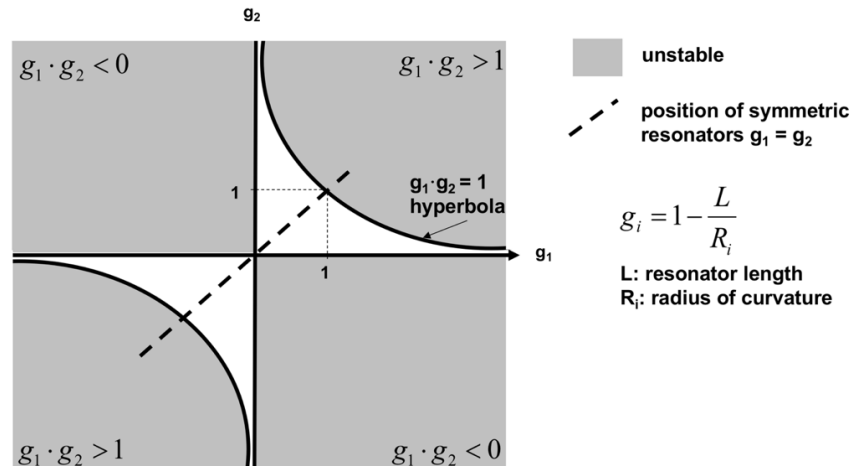 g₂
g₁ · g₂ < 0
g₁ · g₂ > 1
unstable
position of symmetric
resonators g₁ = g₂
1
g₁·g₂ = 1
hyperbola
g₁
1
gᵢ = 1 − L/Rᵢ
L: resonator length
Rᵢ: radius of curvature
g₁ · g₂ > 1
g₁ · g₂ < 0